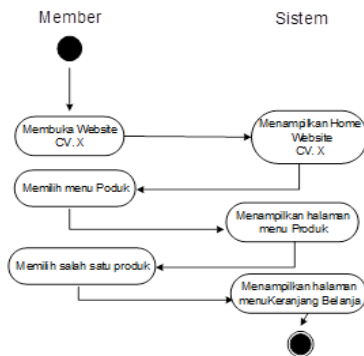 Member
Sistem
Membuka Website
CV. X
Menampilkan Home
Website
CV. X
Memilih menu Poduk
Menampilkan halaman
menu Produk
Memilih salah satu produk
Menampilkan halaman
menuKeranjang Belanja